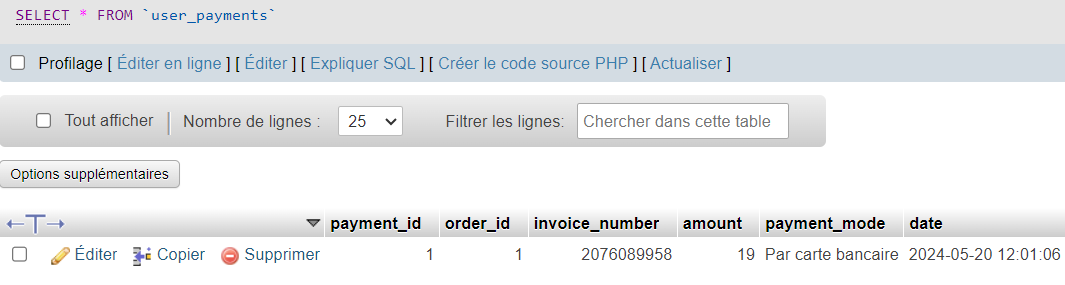 SELECT * FROM `user_payments`
Profilage [ Éditer en ligne ] [ Éditer ] [ Expliquer SQL ] [ Créer le code source PHP ] [ Actualiser ]
Tout afficher | Nombre de lignes : 25 Filtrer les lignes: Chercher dans cette table
Options supplémentaires
←T→ payment_id order_id invoice_number amount payment_mode date
Éditer Copier Supprimer 1 1 2076089958 19 Par carte bancaire 2024-05-20 12:01:06